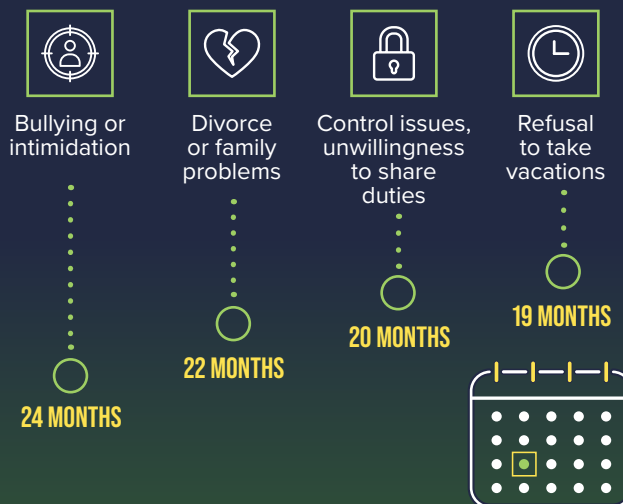 Bullying or
intimidation
24 MONTHS
Divorce
or family
problems
22 MONTHS
Control issues,
unwillingness
to share
duties
20 MONTHS
Refusal
to take
vacations
19 MONTHS